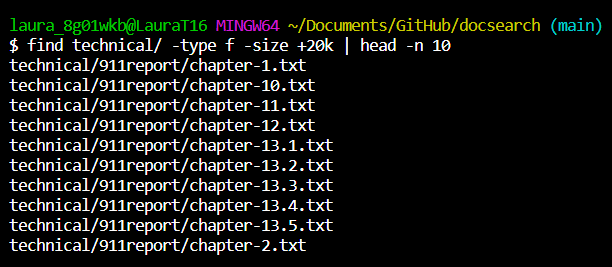 laura_8g01wkb@LauraT16 MINGW64 ~/Documents/GitHub/docsearch (main)
$ find technical/ -type f -size +20k | head -n 10
technical/911report/chapter-1.txt
technical/911report/chapter-10.txt
technical/911report/chapter-11.txt
technical/911report/chapter-12.txt
technical/911report/chapter-13.1.txt
technical/911report/chapter-13.2.txt
technical/911report/chapter-13.3.txt
technical/911report/chapter-13.4.txt
technical/911report/chapter-13.5.txt
technical/911report/chapter-2.txt